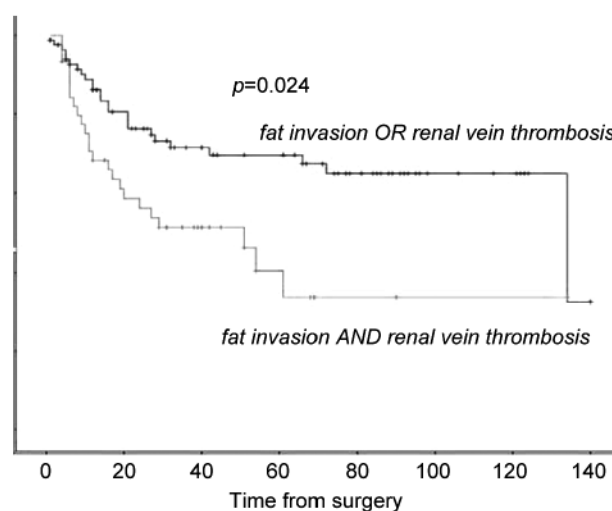 p=0.024
fat invasion OR renal vein thrombosis
fat invasion AND renal vein thrombosis
0 20 40 60 80 100 120 140
Time from surgery